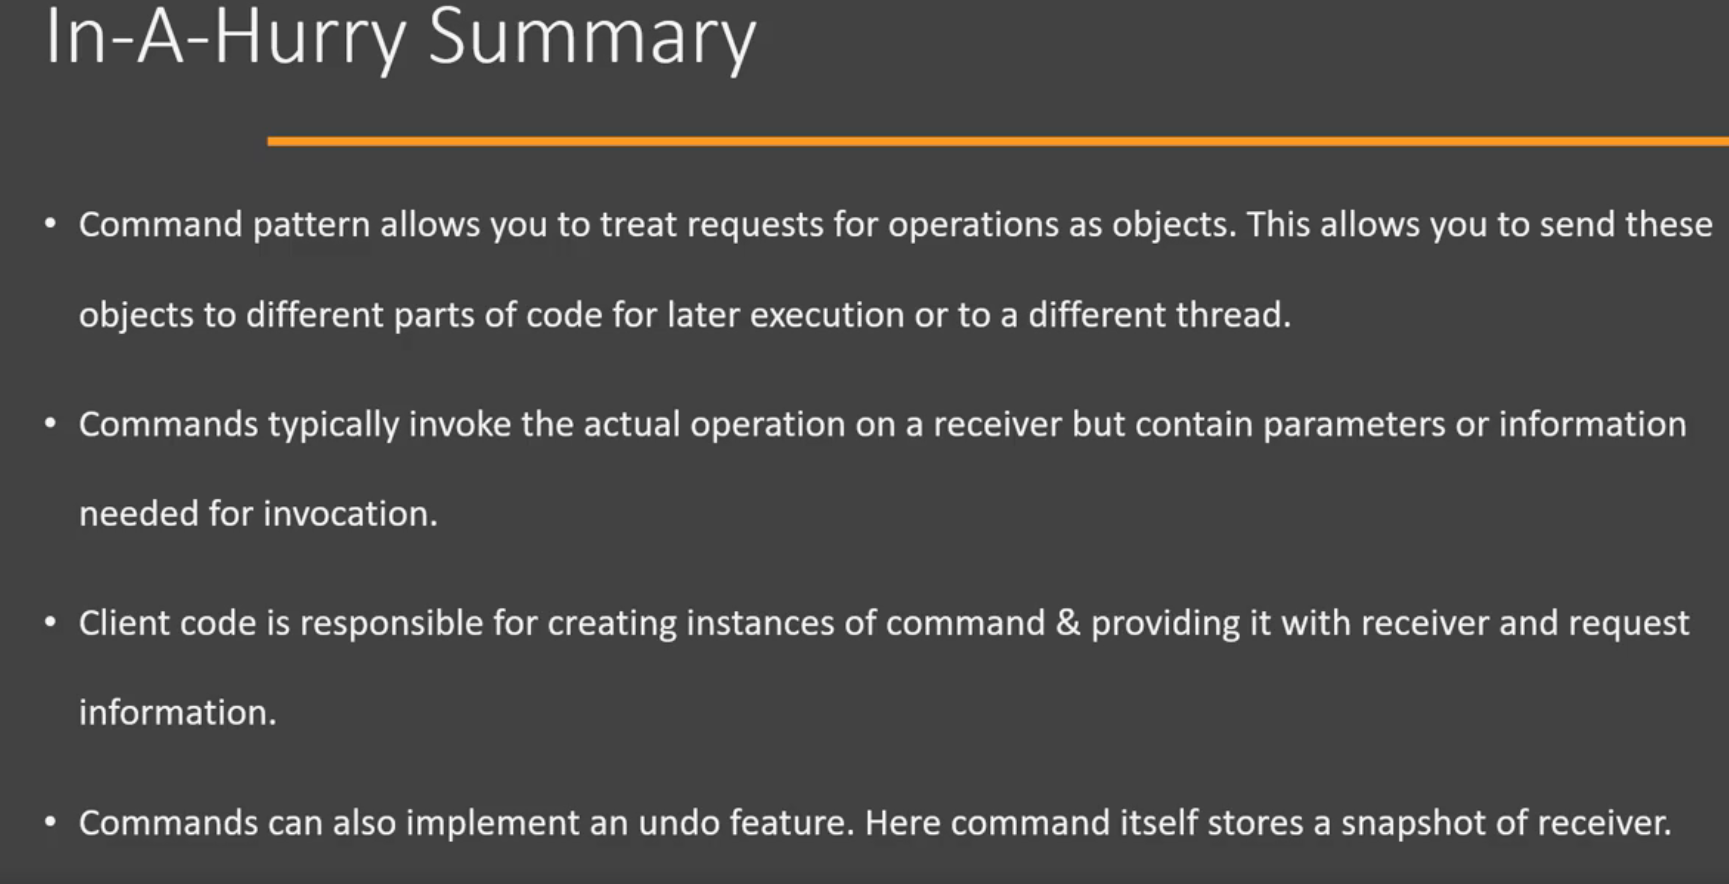 In-A-Hurry Summary
• Command pattern allows you to treat requests for operations as objects. This allows you to send these
objects to different parts of code for later execution or to a different thread.
• Commands typically invoke the actual operation on a receiver but contain parameters or information
needed for invocation.
• Client code is responsible for creating instances of command & providing it with receiver and request
information.
• Commands can also implement an undo feature. Here command itself stores a snapshot of receiver.